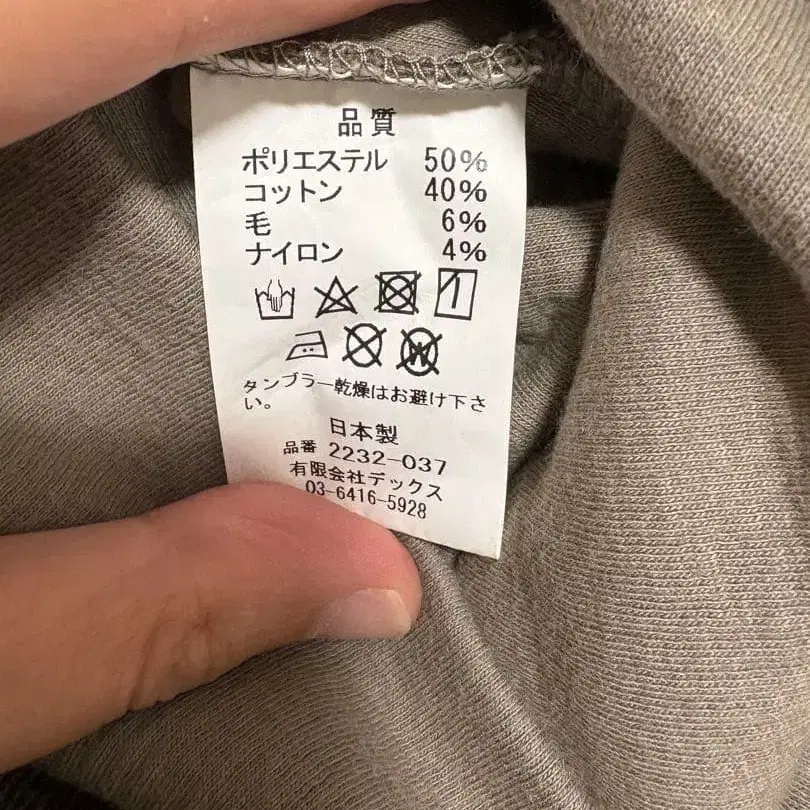 品質
ポリエステル 50%
コットン 40%
毛 6%
ナイロン 4%
タンブラー乾燥はお避け下さ
い。
日本製
品番 2232-037
有限会社デックス
03-6416-5928